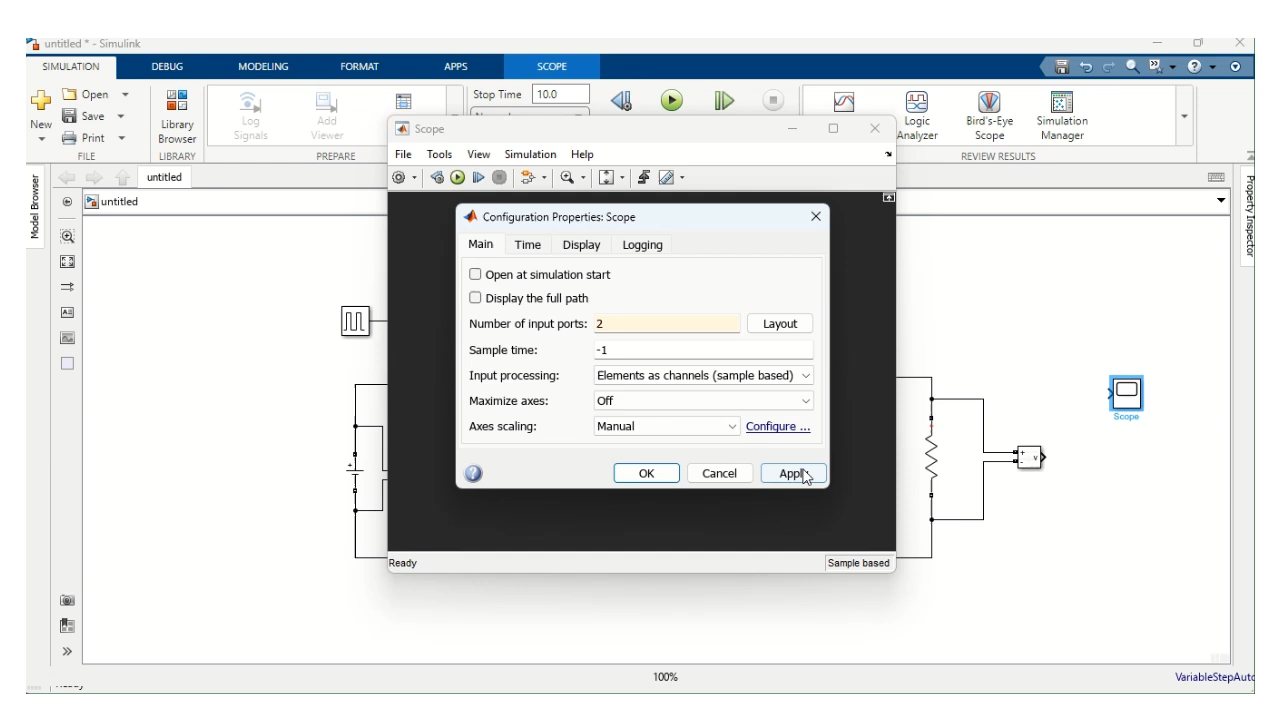 untitled * - Simulink
SIMULATION DEBUG MODELING FORMAT APPS SCOPE
New
Open
Save
Print
FILE
Library
Browser
LIBRARY
Log
Signals
Add
Viewer
PREPARE
Stop Time 10.0
Logic
Analyzer
Bird's-Eye
Scope
Simulation
Manager
REVIEW RESULTS
Model Browser
untitled
untitled
Property Inspector
Scope
File Tools View Simulation Help
Configuration Properties: Scope
Main Time Display Logging
Open at simulation start
Display the full path
Number of input ports: 2 Layout
Sample time: -1
Input processing: Elements as channels (sample based)
Maximize axes: Off
Axes scaling: Manual Configure ...
OK Cancel Apply
Ready Sample based
Scope
+ v
-
+
100%
VariableStepAuto